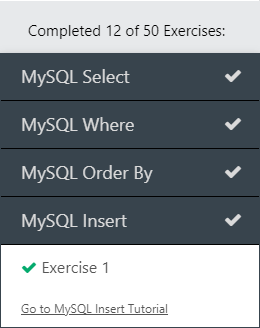 Completed 12 of 50 Exercises:
MySQL Select
MySQL Where
MySQL Order By
MySQL Insert
Exercise 1
Go to MySQL Insert Tutorial